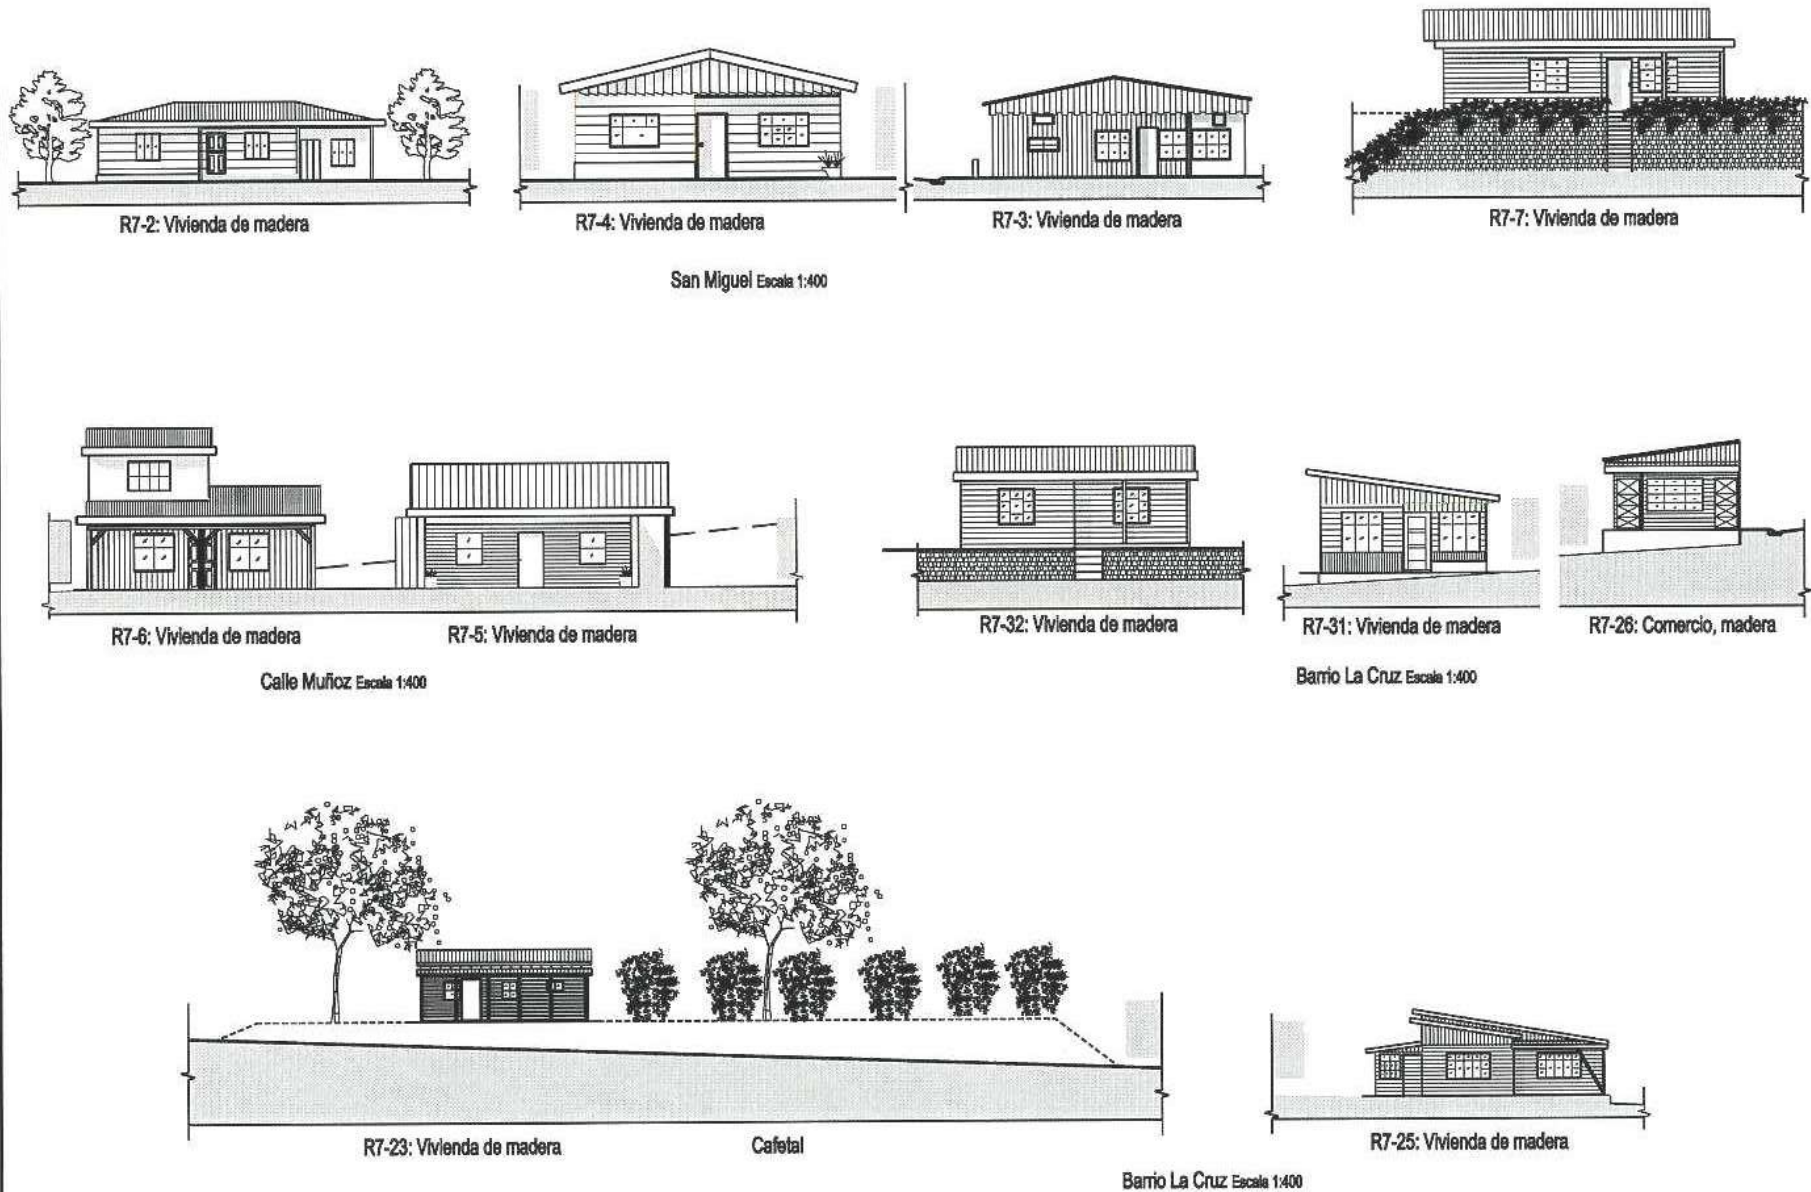 R7-2: Vivienda de madera
R7-4: Vivienda de madera
R7-3: Vivienda de madera
R7-7: Vivienda de madera
San Miguel Escala 1:400
R7-6: Vivienda de madera
R7-5: Vivienda de madera
R7-32: Vivienda de madera
R7-31: Vivienda de madera
R7-26: Comercio, madera
Calle Muñoz Escala 1:400
Barrio La Cruz Escala 1:400
R7-23: Vivienda de madera
Cafetal
R7-25: Vivienda de madera
Barrio La Cruz Escala 1:400